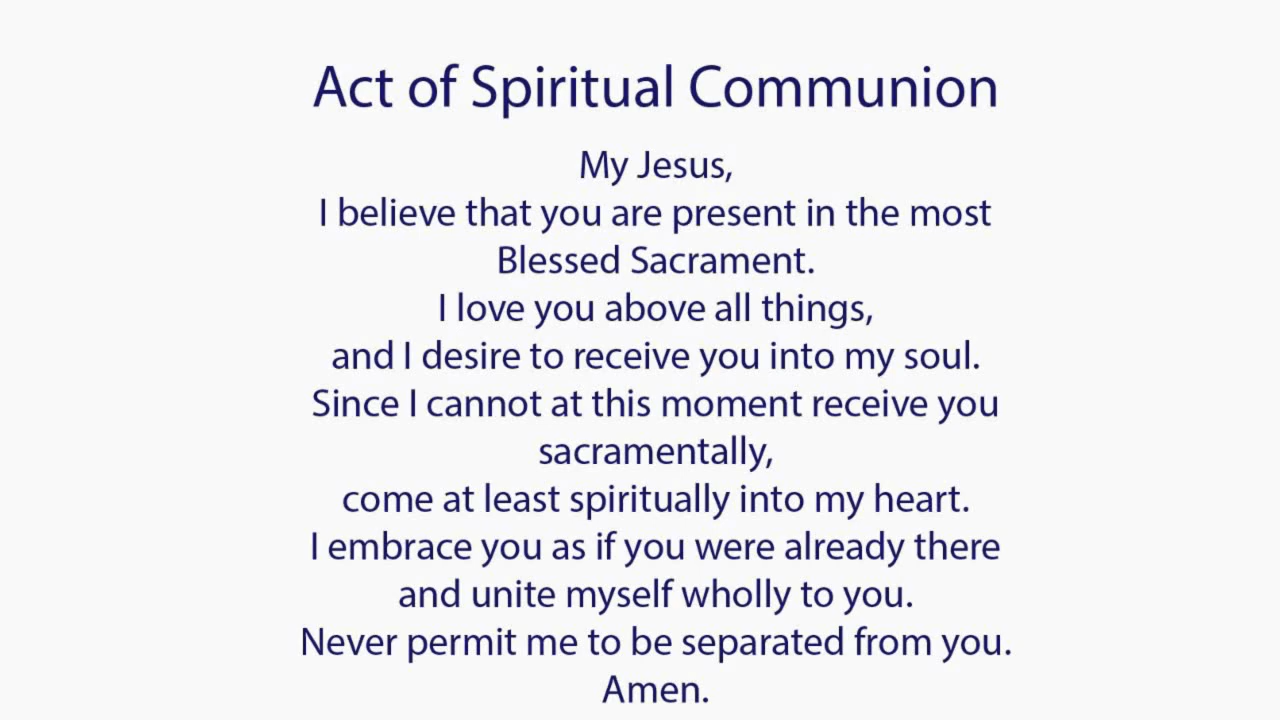 Act of Spiritual Communion
My Jesus,
I believe that you are present in the most
Blessed Sacrament.
I love you above all things,
and I desire to receive you into my soul.
Since I cannot at this moment receive you
sacramentally,
come at least spiritually into my heart.
I embrace you as if you were already there
and unite myself wholly to you.
Never permit me to be separated from you.
Amen.